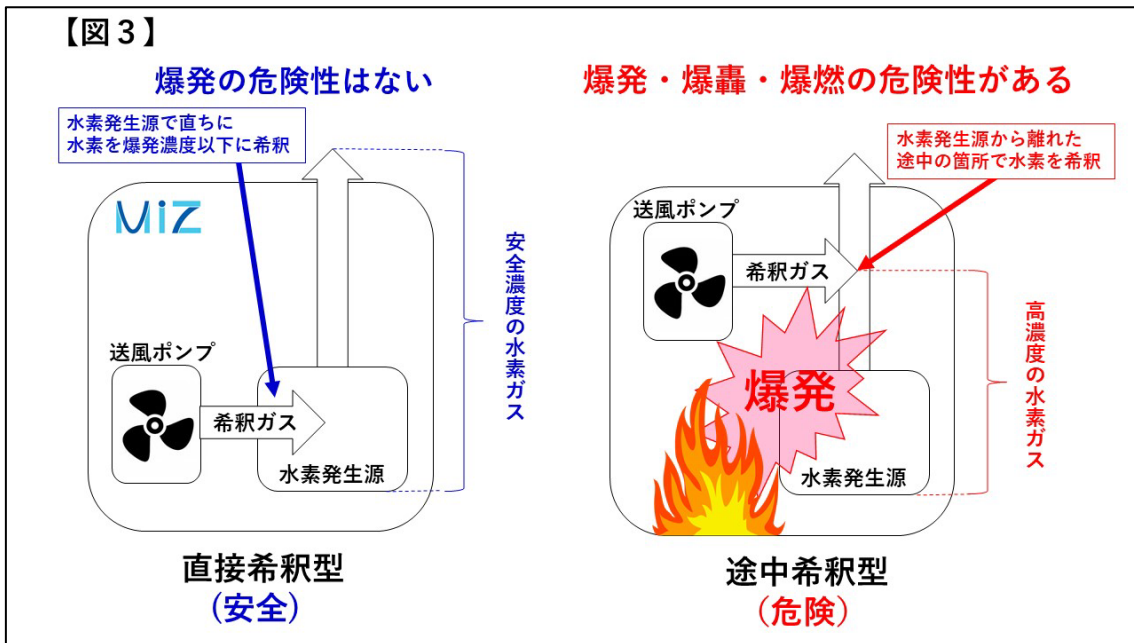 【図３】
爆発の危険性はない
水素発生源で直ちに
水素を爆発濃度以下に希釈
MiZ
送風ポンプ
希釈ガス
水素発生源
安全濃度の水素ガス
直接希釈型
(安全)
爆発・爆轟・爆燃の危険性がある
水素発生源から離れた
途中の箇所で水素を希釈
送風ポンプ
希釈ガス
爆発
水素発生源
高濃度の水素ガス
途中希釈型
(危険)